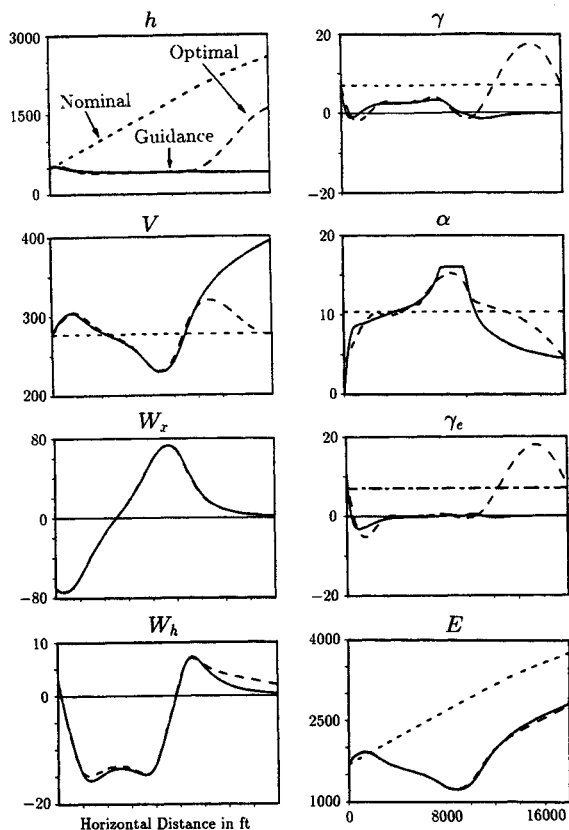 h
3000
1500
0
Nominal
Optimal
Guidance
γ
20
0
−20
V
400
300
200
α
20
10
0
W_x
80
0
−80
γ_e
20
0
−20
W_h
10
0
−20
Horizontal Distance in ft
E
4000
2500
1000
0 8000 16000